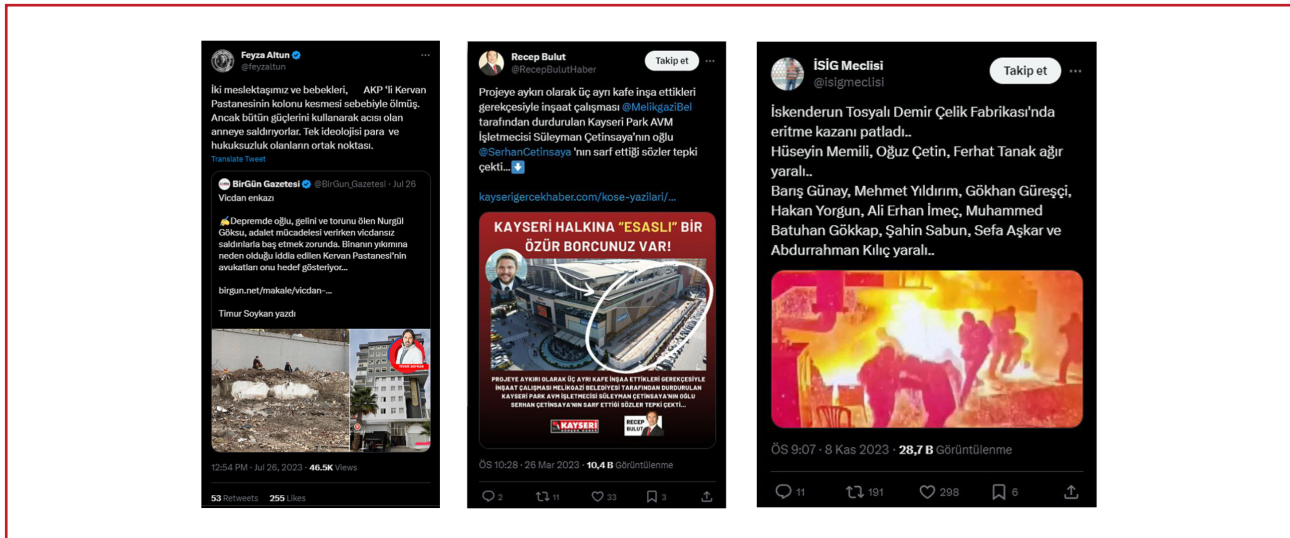 Feyza Altun
@feyzaltun
İki meslektaşımız ve bebekleri, AKP 'li Kervan
Pastanesinin kolonu kesmesi sebebiyle ölmüş.
Ancak bütün güçlerini kullanarak acısı olan
anneye saldırıyorlar. Tek ideolojisi para ve
hukuksuzluk olanların ortak noktası.
Translate Tweet
BirGün Gazetesi @BirGun_Gazetesi · Jul 26
Vicdan enkazı
Depremde oğlu, gelini ve torunu ölen Nurgül
Göksu, adalet mücadelesi verirken vicdansız
saldırılarla baş etmek zorunda. Binanın yıkımına
neden olduğu iddia edilen Kervan Pastanesi'nin
avukatları onu hedef gösteriyor...
birgun.net/makale/vicdan-...
Timur Soykan yazdı
TİMUR SOYKAN
12:54 PM · Jul 26, 2023 · 46.5K Views
53 Retweets 255 Likes
Recep Bulut
@RecepBulutHaber
Takip et
Projeye aykırı olarak üç ayrı kafe inşa ettikleri
gerekçesiyle inşaat çalışması @MelikgaziBel
tarafından durdurulan Kayseri Park AVM
İşletmecisi Süleyman Çetinsaya'nın oğlu
@SerhanCetinsaya 'nın sarf ettiği sözler tepki
çekti...
kayserigercekhaber.com/kose-yazilari/...
KAYSERİ HALKINA "ESASLI" BİR
ÖZÜR BORCUNUZ VAR!
PROJEYE AYKIRI OLARAK ÜÇ AYRI KAFE İNŞAA ETTİKLERİ GEREKÇESİYLE
İNŞAAT ÇALIŞMASI MELİKGAZİ BELEDİYESİ TARAFINDAN DURDURULAN
KAYSERİ PARK AVM İŞLETMECİSİ SÜLEYMAN ÇETİNSAYA'NIN OĞLU
SERHAN ÇETİNSAYA'NIN SARF ETTİĞİ SÖZLER TEPKİ ÇEKTİ...
KAYSERİ
RECEP
BULUT
ÖS 10:28 · 26 Mar 2023 · 10,4 B Görüntülenme
2 11 33 3
İSİG Meclisi
@isigmeclisi
Takip et
İskenderun Tosyalı Demir Çelik Fabrikası'nda
eritme kazanı patladı..
Hüseyin Memili, Oğuz Çetin, Ferhat Tanak ağır
yaralı..
Barış Günay, Mehmet Yıldırım, Gökhan Güreşçi,
Hakan Yorgun, Ali Erhan İmeç, Muhammed
Batuhan Gökkap, Şahin Sabun, Sefa Aşkar ve
Abdurrahman Kılıç yaralı..
ÖS 9:07 · 8 Kas 2023 · 28,7 B Görüntülenme
11 191 298 6